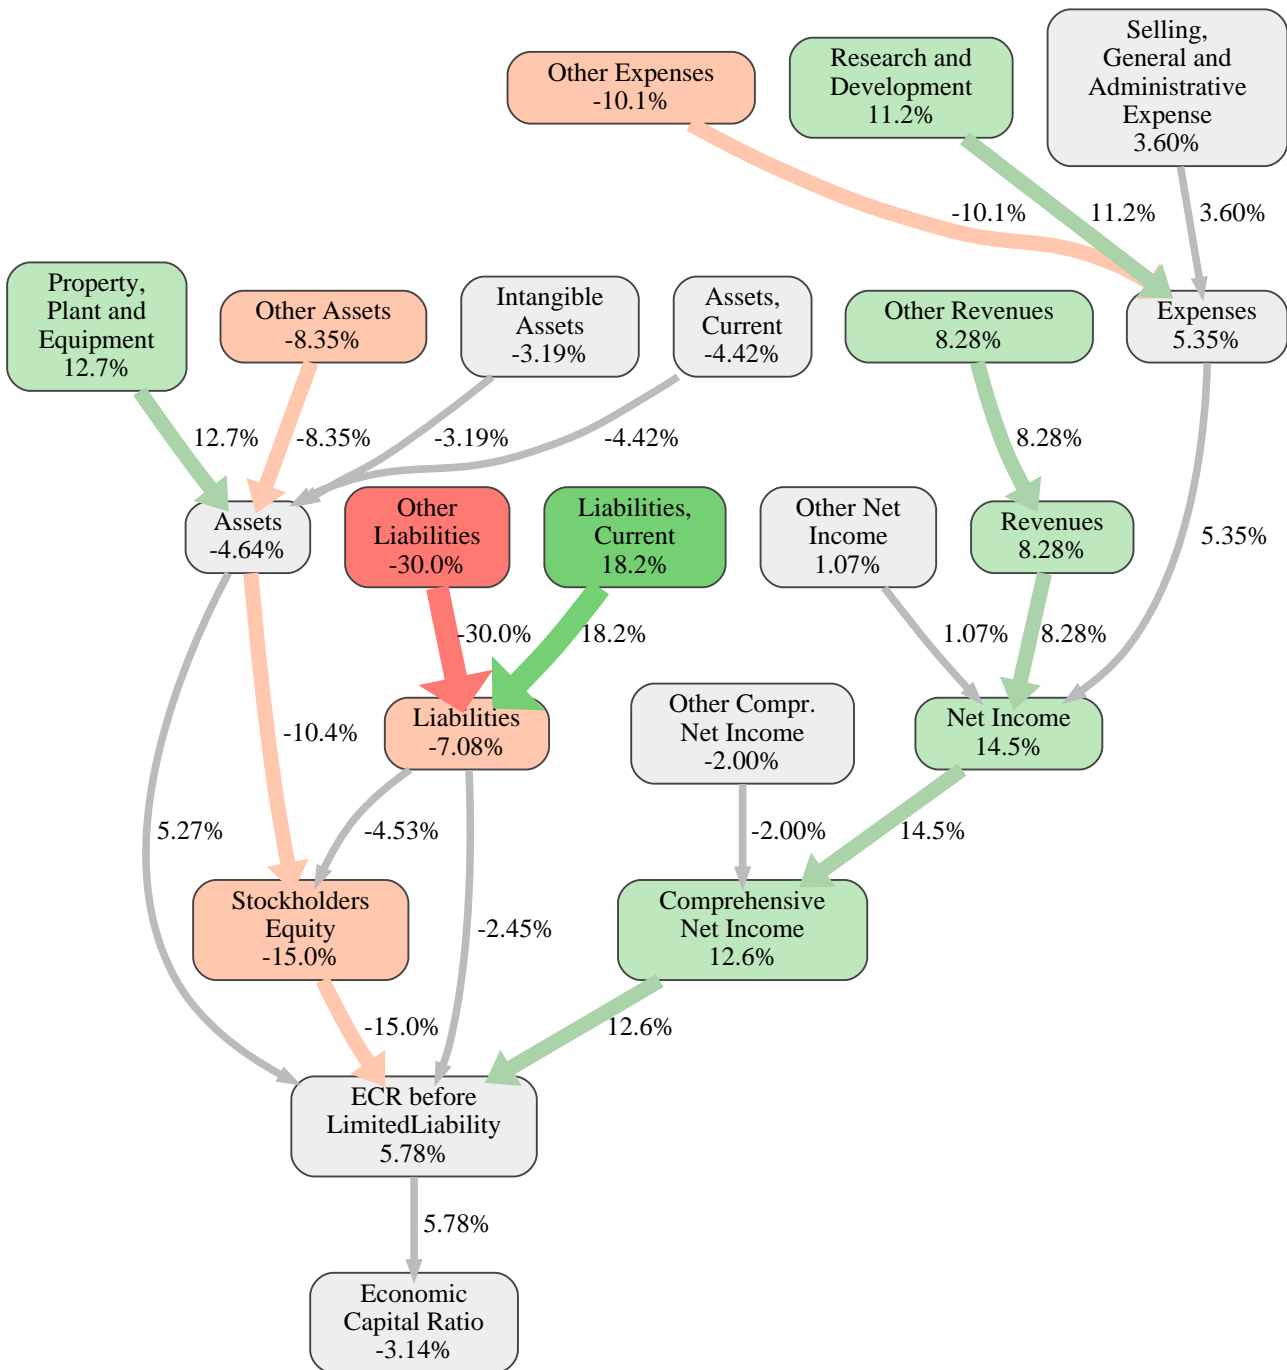 Other Expenses
-10.1%
Research and
Development
11.2%
Selling,
General and
Administrative
Expense
3.60%
-10.1%
11.2%
3.60%
Property,
Plant and
Equipment
12.7%
Other Assets
-8.35%
Intangible
Assets
-3.19%
Assets,
Current
-4.42%
Other Revenues
8.28%
Expenses
5.35%
12.7%
-8.35%
-3.19%
-4.42%
8.28%
5.35%
Assets
-4.64%
Other
Liabilities
-30.0%
Liabilities,
Current
18.2%
Other Net
Income
1.07%
Revenues
8.28%
-30.0%
18.2%
1.07%
8.28%
-10.4%
Liabilities
-7.08%
Other Compr.
Net Income
-2.00%
Net Income
14.5%
5.27%
-4.53%
-2.00%
14.5%
Stockholders
Equity
-15.0%
-2.45%
Comprehensive
Net Income
12.6%
-15.0%
12.6%
ECR before
LimitedLiability
5.78%
5.78%
Economic
Capital Ratio
-3.14%